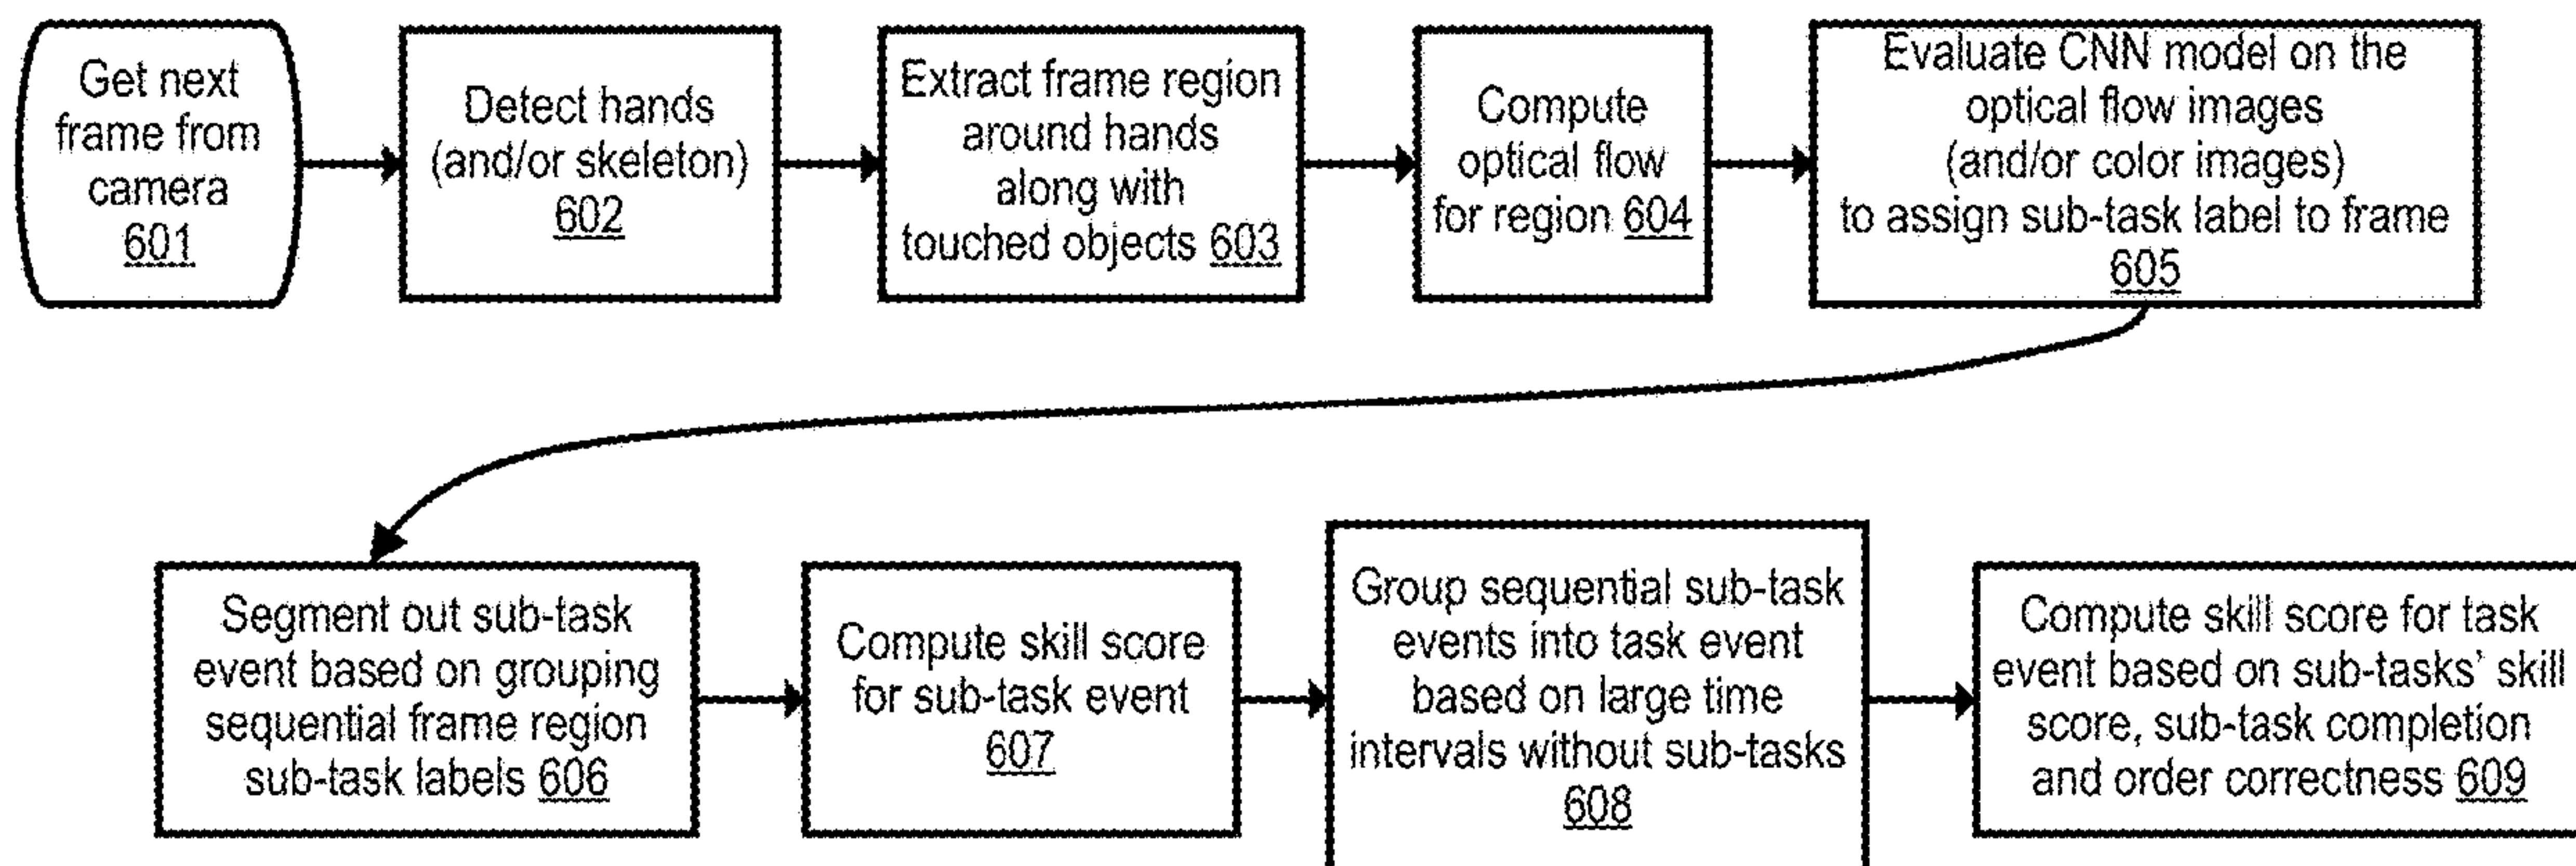 Get next
frame from
camera
601
Detect hands
(and/or skeleton)
602
Extract frame region
around hands
along with
touched objects 603
Compute
optical flow
for region 604
Evaluate CNN model on the
optical flow images
(and/or color images)
to assign sub-task label to frame
605
Segment out sub-task
event based on grouping
sequential frame region
sub-task labels 606
Compute skill score
for sub-task event
607
Group sequential sub-task
events into task event
based on large time
intervals without sub-tasks
608
Compute skill score for task
event based on sub-tasks' skill
score, sub-task completion
and order correctness 609